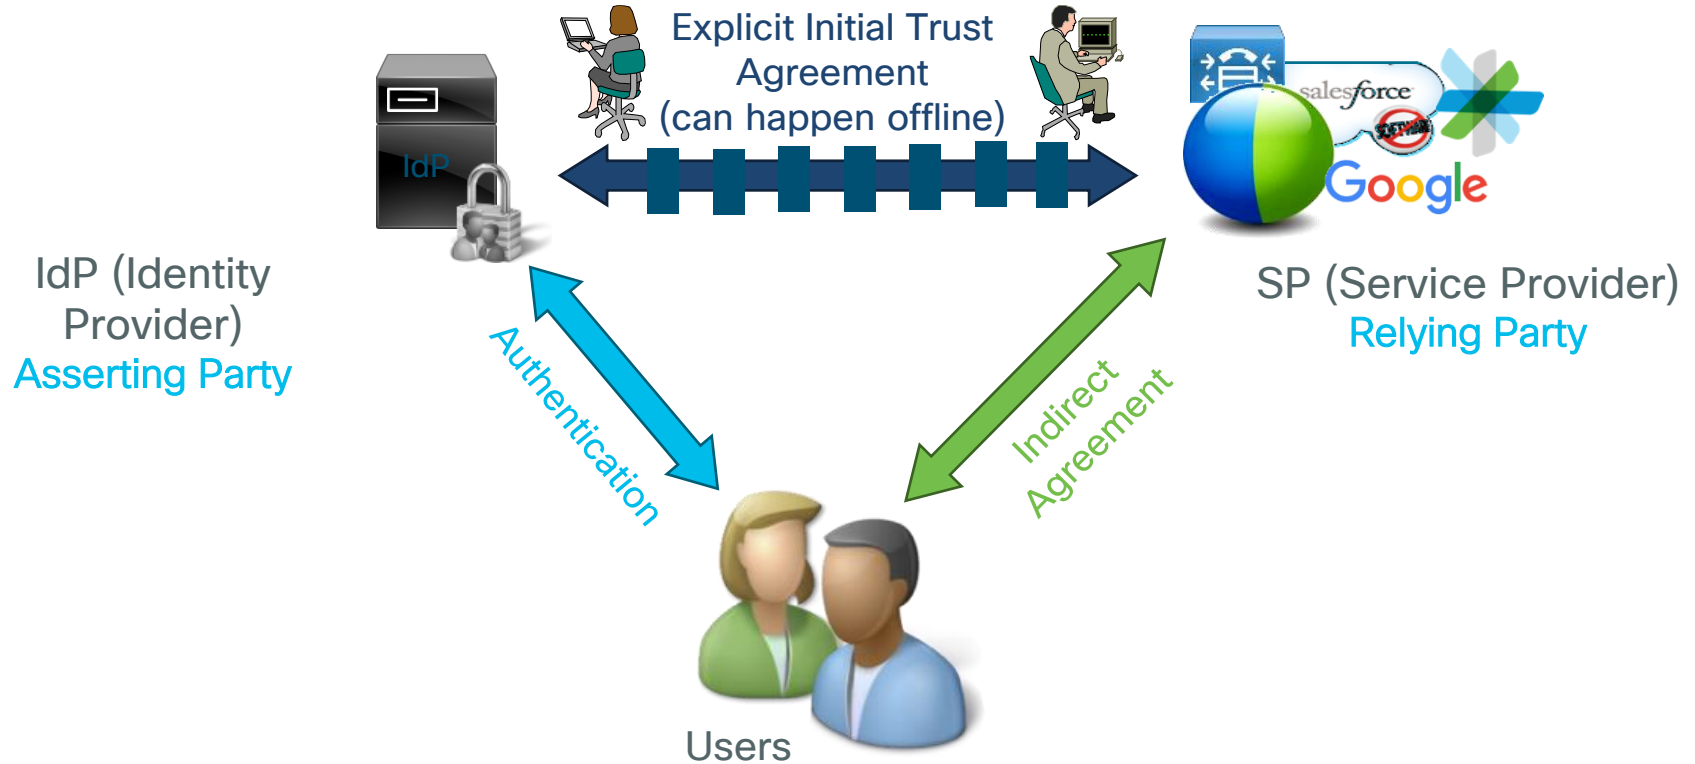 Explicit Initial Trust
Agreement
(can happen offline)
salesforce
SOFTWARE
Google
IdP
IdP (Identity
Provider)
Asserting Party
SP (Service Provider)
Relying Party
Authentication
Indirect
Agreement
Users